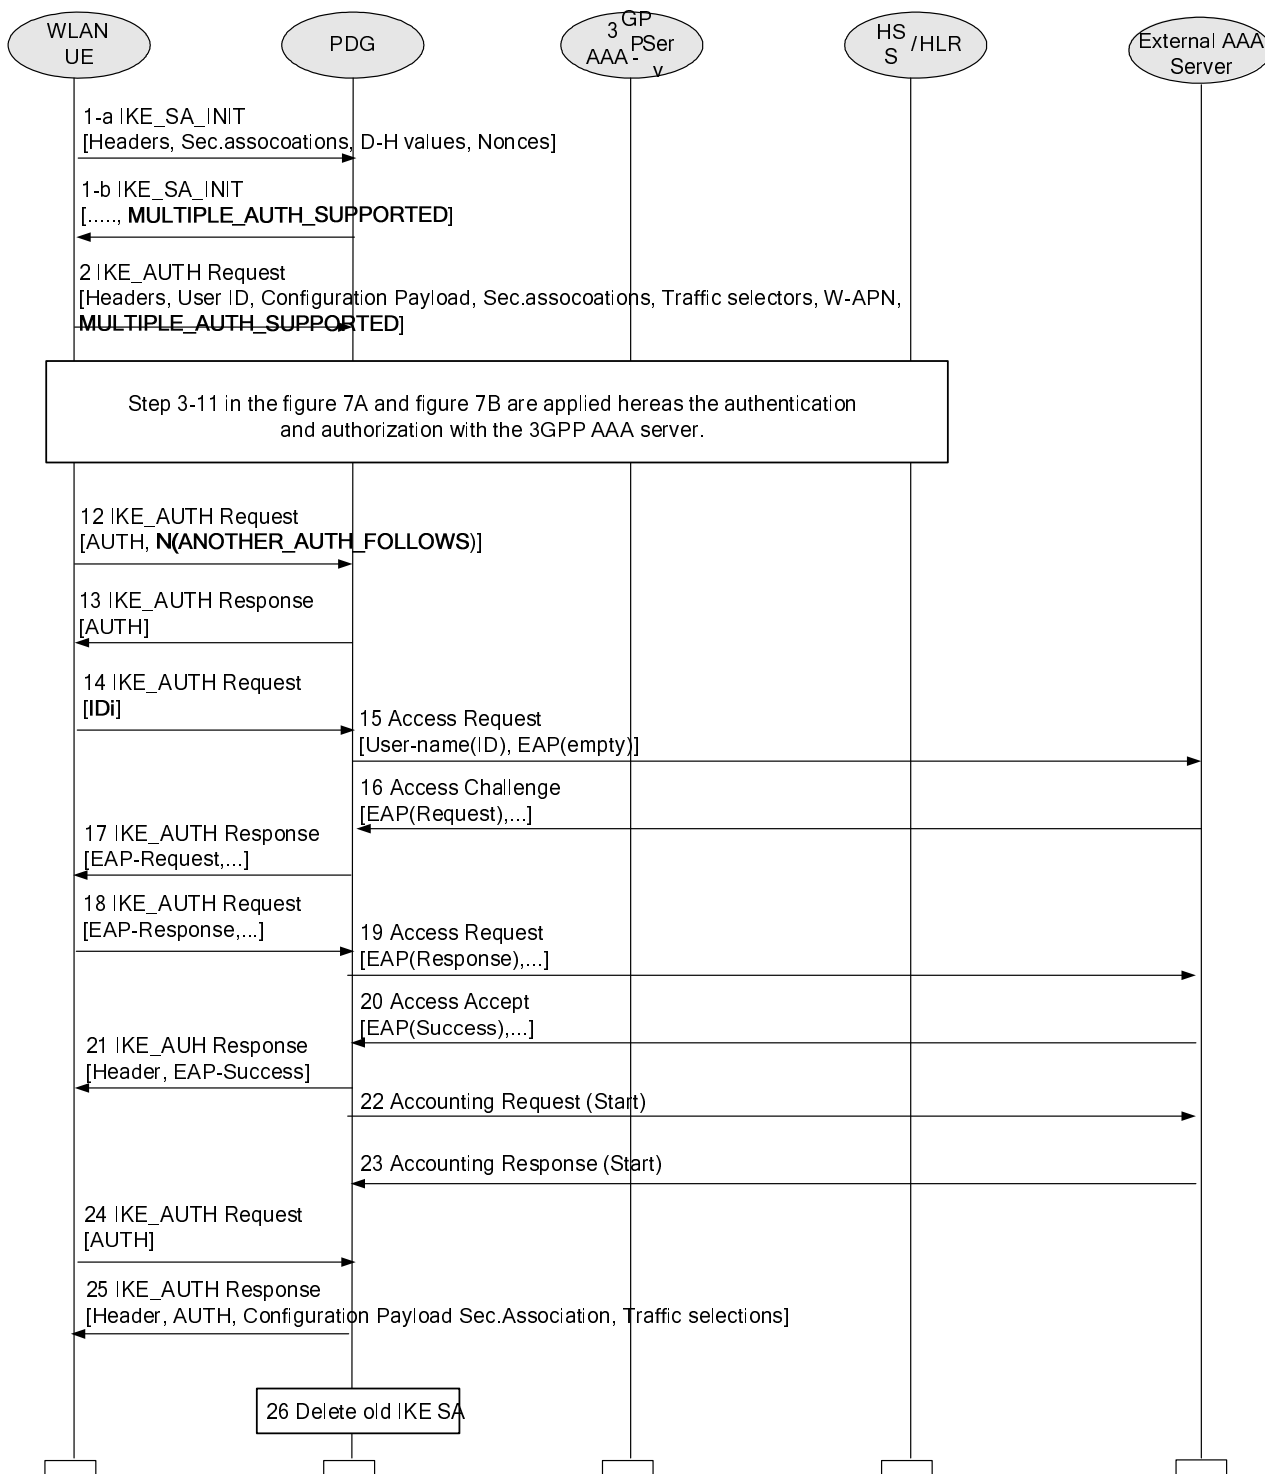 WLAN
UE
PDG
3GPP
AAA-Serv
HSS/HLR
External AAA
Server
1-a IKE_SA_INIT
[Headers, Sec.assocoations, D-H values, Nonces]
1-b IKE_SA_INIT
[....., MULTIPLE_AUTH_SUPPORTED]
2 IKE_AUTH Request
[Headers, User ID, Configuration Payload, Sec.assocoations, Traffic selectors, W-APN,
MULTIPLE_AUTH_SUPPORTED]
Step 3-11 in the figure 7A and figure 7B are applied hereas the authentication
and authorization with the 3GPP AAA server.
12 IKE_AUTH Request
[AUTH, N(ANOTHER_AUTH_FOLLOWS)]
13 IKE_AUTH Response
[AUTH]
14 IKE_AUTH Request
[IDi]
15 Access Request
[User-name(ID), EAP(empty)]
16 Access Challenge
[EAP(Request),...]
17 IKE_AUTH Response
[EAP-Request,...]
18 IKE_AUTH Request
[EAP-Response,...]
19 Access Request
[EAP(Response),...]
20 Access Accept
[EAP(Success),...]
21 IKE_AUH Response
[Header, EAP-Success]
22 Accounting Request (Start)
23 Accounting Response (Start)
24 IKE_AUTH Request
[AUTH]
25 IKE_AUTH Response
[Header, AUTH, Configuration Payload Sec.Association, Traffic selections]
26 Delete old IKE SA